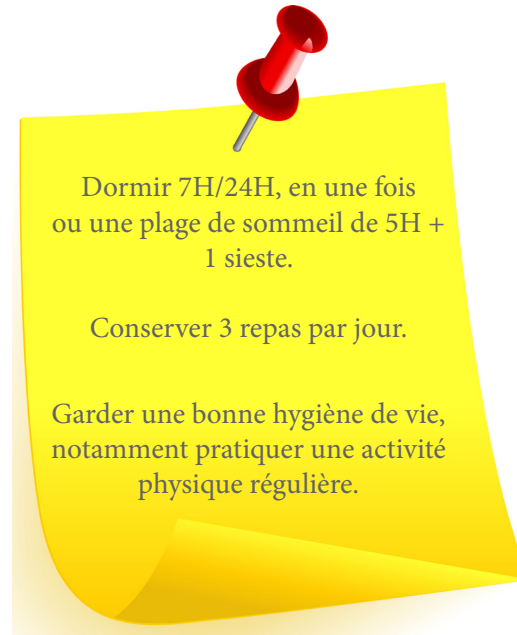 Dormir 7H/24H, en une fois
ou une plage de sommeil de 5H +
1 sieste.
Conserver 3 repas par jour.
Garder une bonne hygiène de vie,
notamment pratiquer une activité
physique régulière.